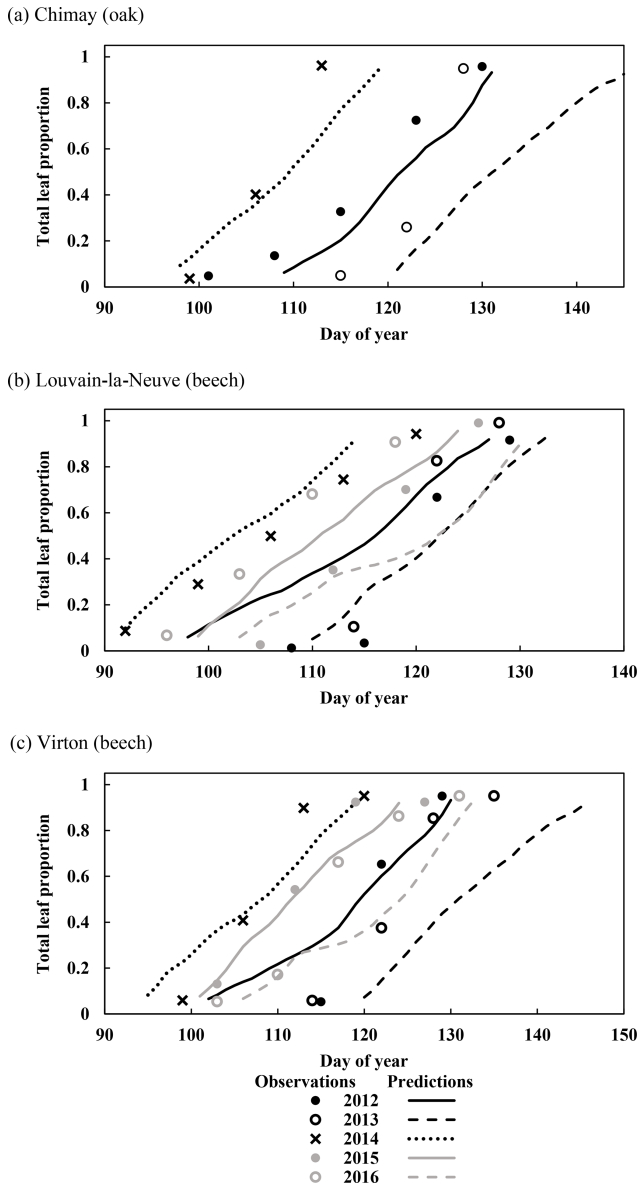 (a) Chimay (oak)
Total leaf proportion
1
0.8
0.6
0.4
0.2
0
90 100 110 120 130 140
Day of year
(b) Louvain-la-Neuve (beech)
Total leaf proportion
1
0.8
0.6
0.4
0.2
0
90 100 110 120 130 140
Day of year
(c) Virton (beech)
Total leaf proportion
1
0.8
0.6
0.4
0.2
0
90 100 110 120 130 140 150
Day of year
Observations Predictions
2012
2013
2014
2015
2016